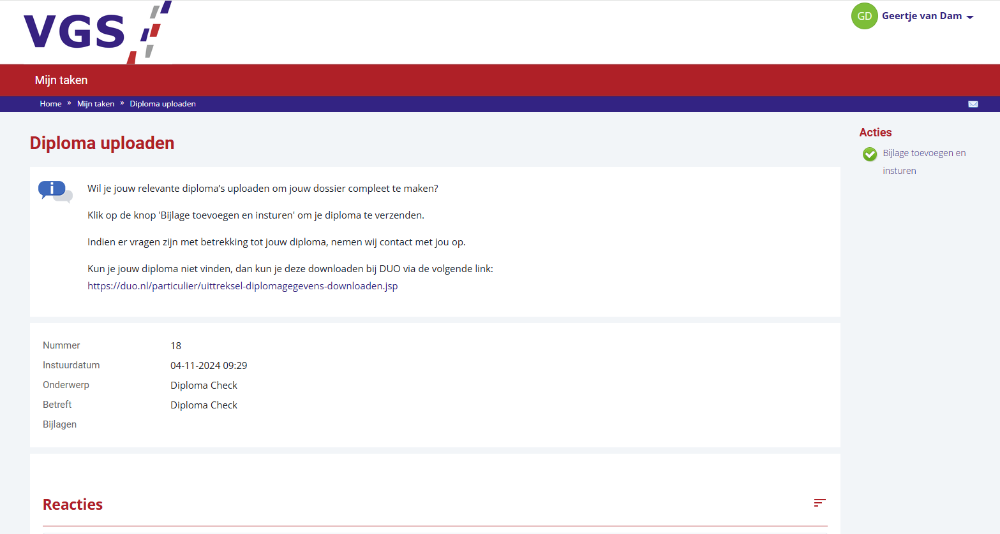 VGS
GD Geertje van Dam
Mijn taken
Home » Mijn taken » Diploma uploaden
Diploma uploaden
Wil je jouw relevante diploma's uploaden om jouw dossier compleet te maken?
Klik op de knop 'Bijlage toevoegen en insturen' om je diploma te verzenden.
Indien er vragen zijn met betrekking tot jouw diploma, nemen wij contact met jou op.
Kun je jouw diploma niet vinden, dan kun je deze downloaden bij DUO via de volgende link:
https://duo.nl/particulier/uittreksel-diplomagegevens-downloaden.jsp
Nummer 18
Instuurdatum 04-11-2024 09:29
Onderwerp Diploma Check
Betreft Diploma Check
Bijlagen
Reacties
Acties
Bijlage toevoegen en
insturen